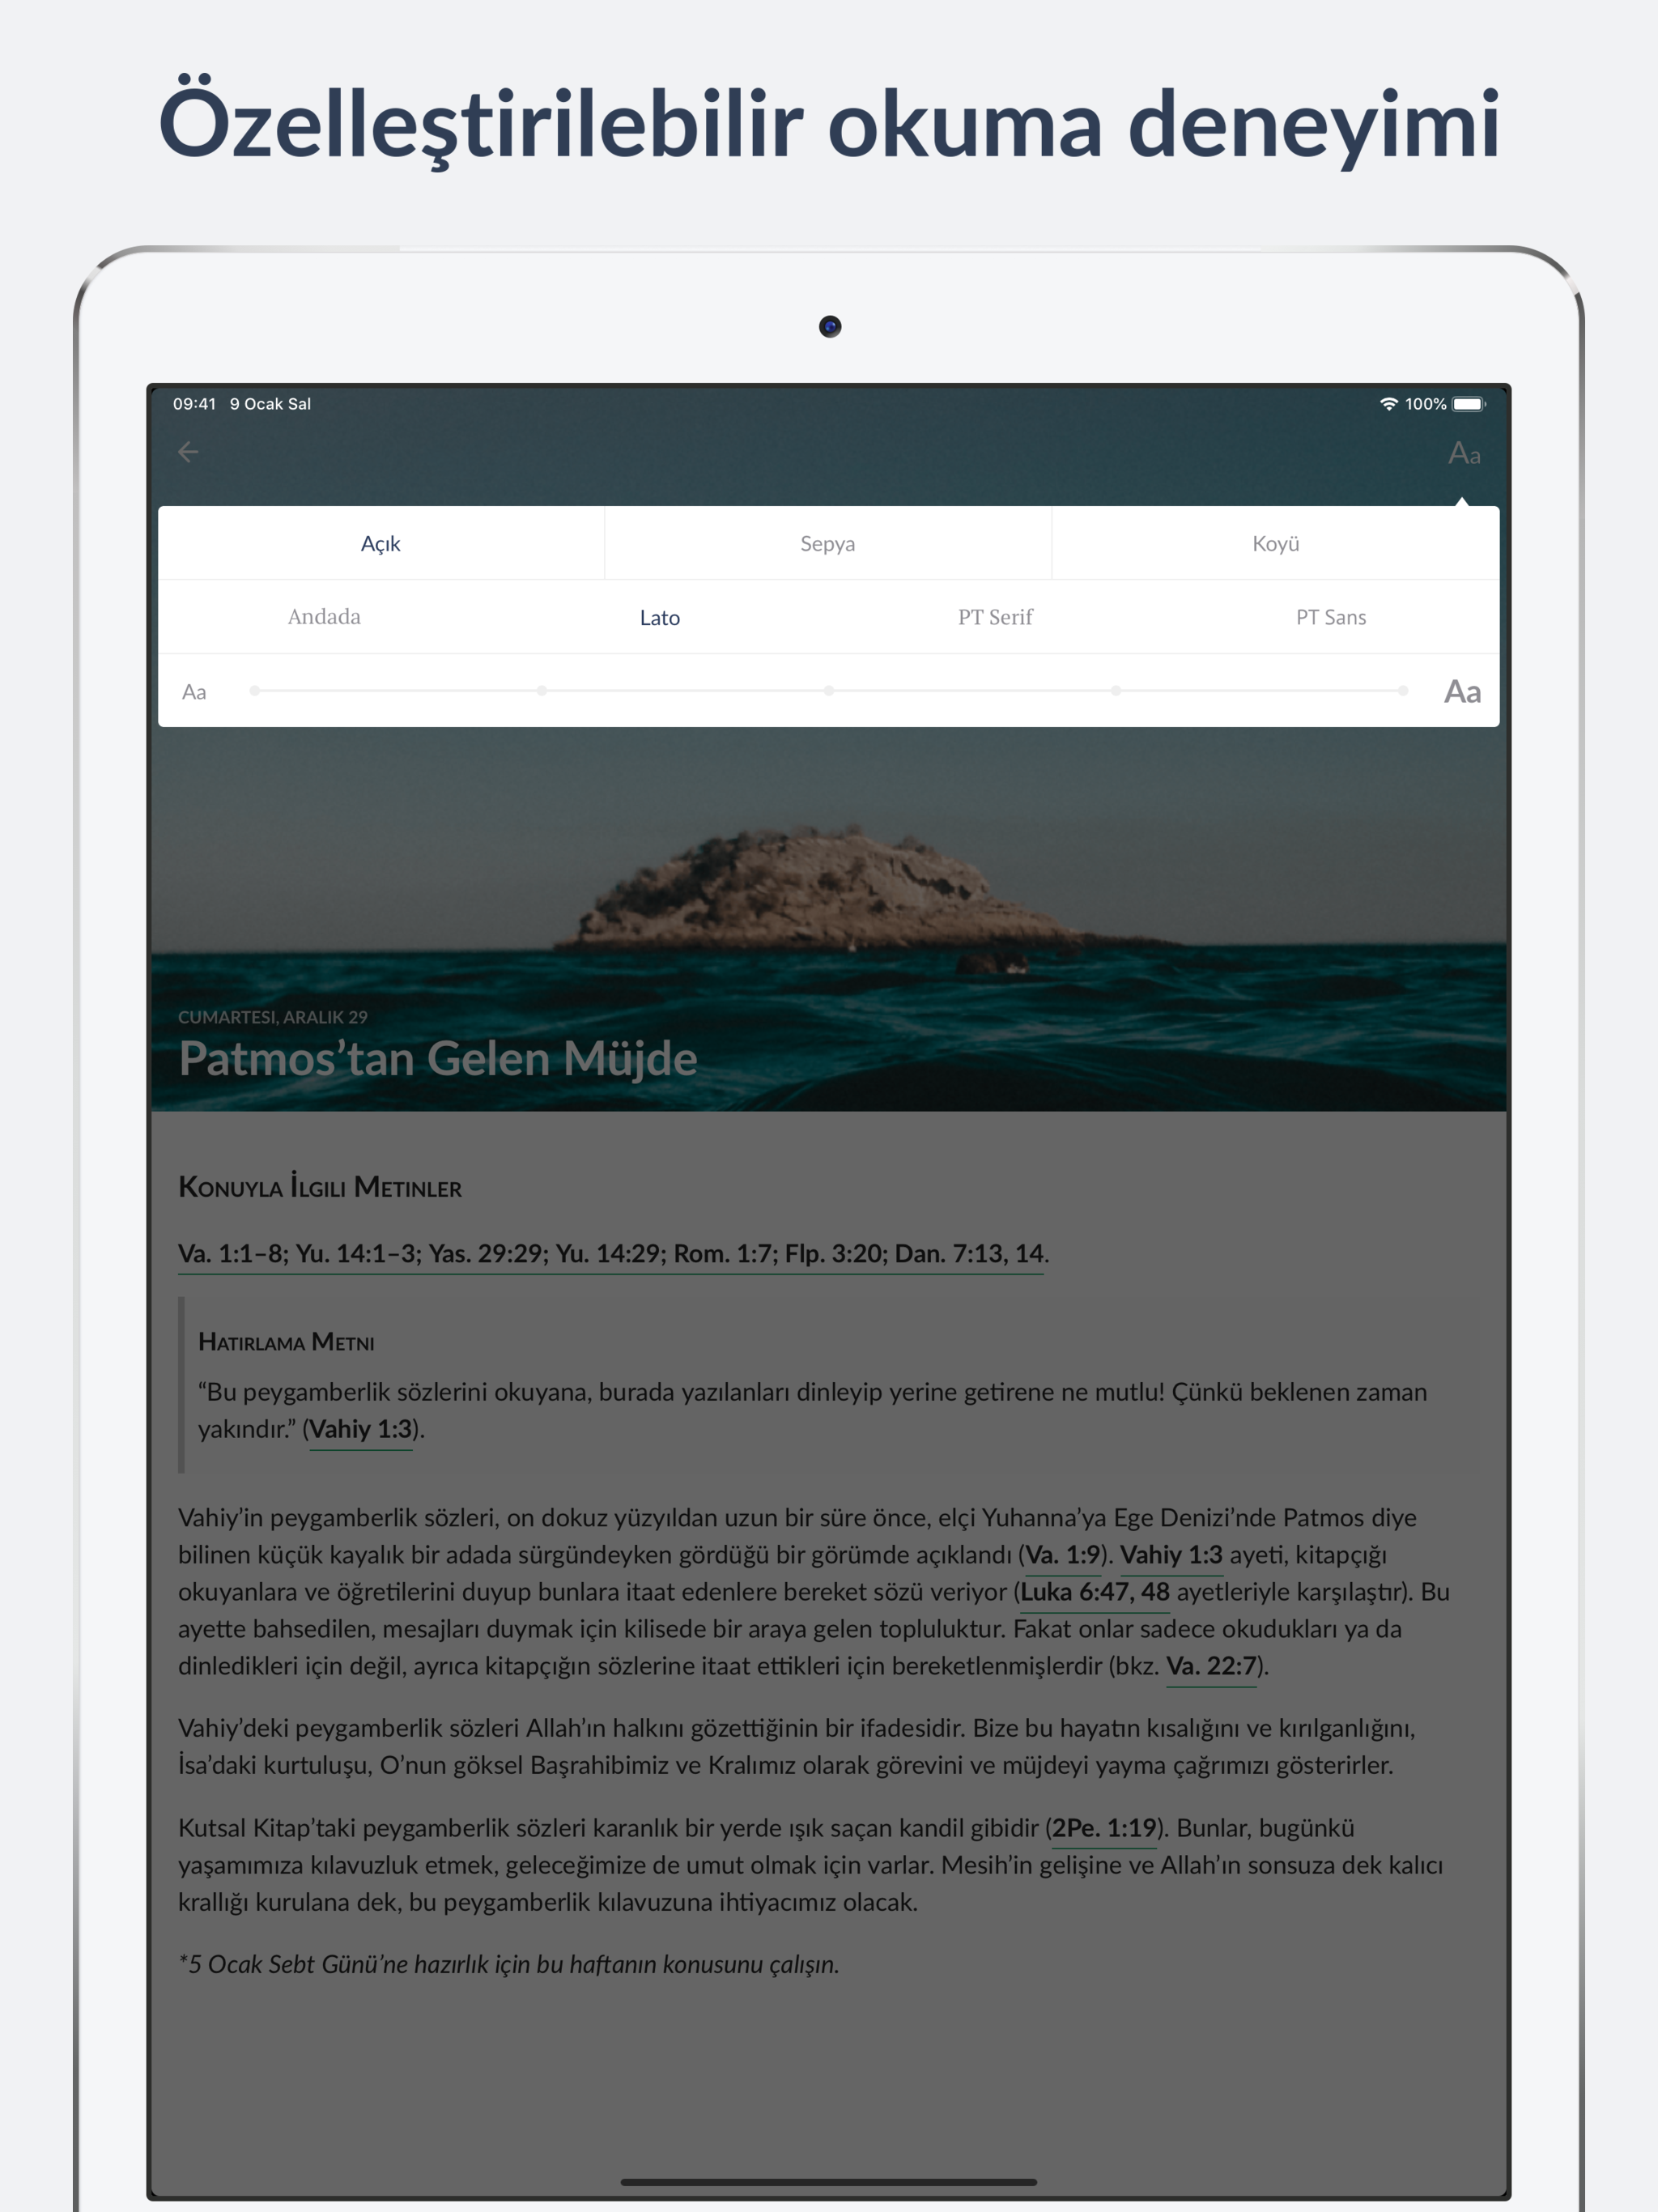 Özelleştirilebilir okuma deneyimi
09:41 9 Ocak Sal 100%
Aa
Açık Sepya Koyü
Andada Lato PT Serif PT Sans
Aa Aa
CUMARTESI, ARALIK 29
Patmos’tan Gelen Müjde
Konuyla İlgili Metinler
Va. 1:1–8; Yu. 14:1–3; Yas. 29:29; Yu. 14:29; Rom. 1:7; Flp. 3:20; Dan. 7:13, 14.
Hatırlama Metni
“Bu peygamberlik sözlerini okuyana, burada yazılanları dinleyip yerine getirene ne mutlu! Çünkü beklenen zaman
yakındır.” (Vahiy 1:3).
Vahiy’in peygamberlik sözleri, on dokuz yüzyıldan uzun bir süre önce, elçi Yuhanna’ya Ege Denizi’nde Patmos diye
bilinen küçük kayalık bir adada sürgündeyken gördüğü bir görümde açıklandı (Va. 1:9). Vahiy 1:3 ayeti, kitapçığı
okuyanlara ve öğretilerini duyup bunlara itaat edenlere bereket sözü veriyor (Luka 6:47, 48 ayetleriyle karşılaştır). Bu
ayette bahsedilen, mesajları duymak için kilisede bir araya gelen topluluktur. Fakat onlar sadece okudukları ya da
dinledikleri için değil, ayrıca kitapçığın sözlerine itaat ettikleri için bereketlenmişlerdir (bkz. Va. 22:7).
Vahiy’deki peygamberlik sözleri Allah’ın halkını gözettiğinin bir ifadesidir. Bize bu hayatın kısalığını ve kırılganlığını,
İsa’daki kurtuluşu, O’nun göksel Başrahibimiz ve Kralımız olarak görevini ve müjdeyi yayma çağrımızı gösterirler.
Kutsal Kitap’taki peygamberlik sözleri karanlık bir yerde ışık saçan kandil gibidir (2Pe. 1:19). Bunlar, bugünkü
yaşamımıza kılavuzluk etmek, geleceğimize de umut olmak için varlar. Mesih’in gelişine ve Allah’ın sonsuza dek kalıcı
krallığı kurulana dek, bu peygamberlik kılavuzuna ihtiyacımız olacak.
*5 Ocak Sebt Günü’ne hazırlık için bu haftanın konusunu çalışın.